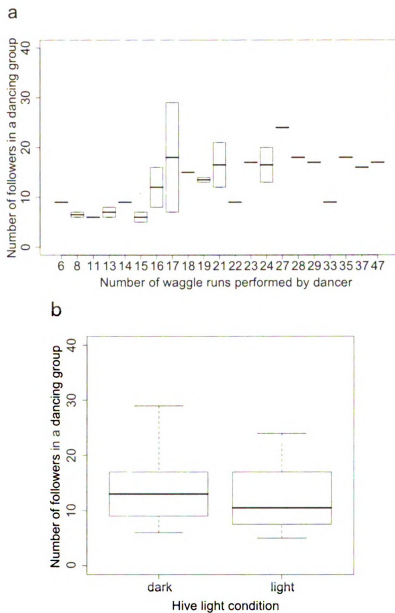 a
Number of followers in a dancing group
40
30
20
10
0
6 8 11 13 14 15 16 17 18 19 21 22 23 24 27 28 29 33 35 37 47
Number of waggle runs performed by dancer
b
Number of followers in a dancing group
40
30
20
10
0
dark light
Hive light condition